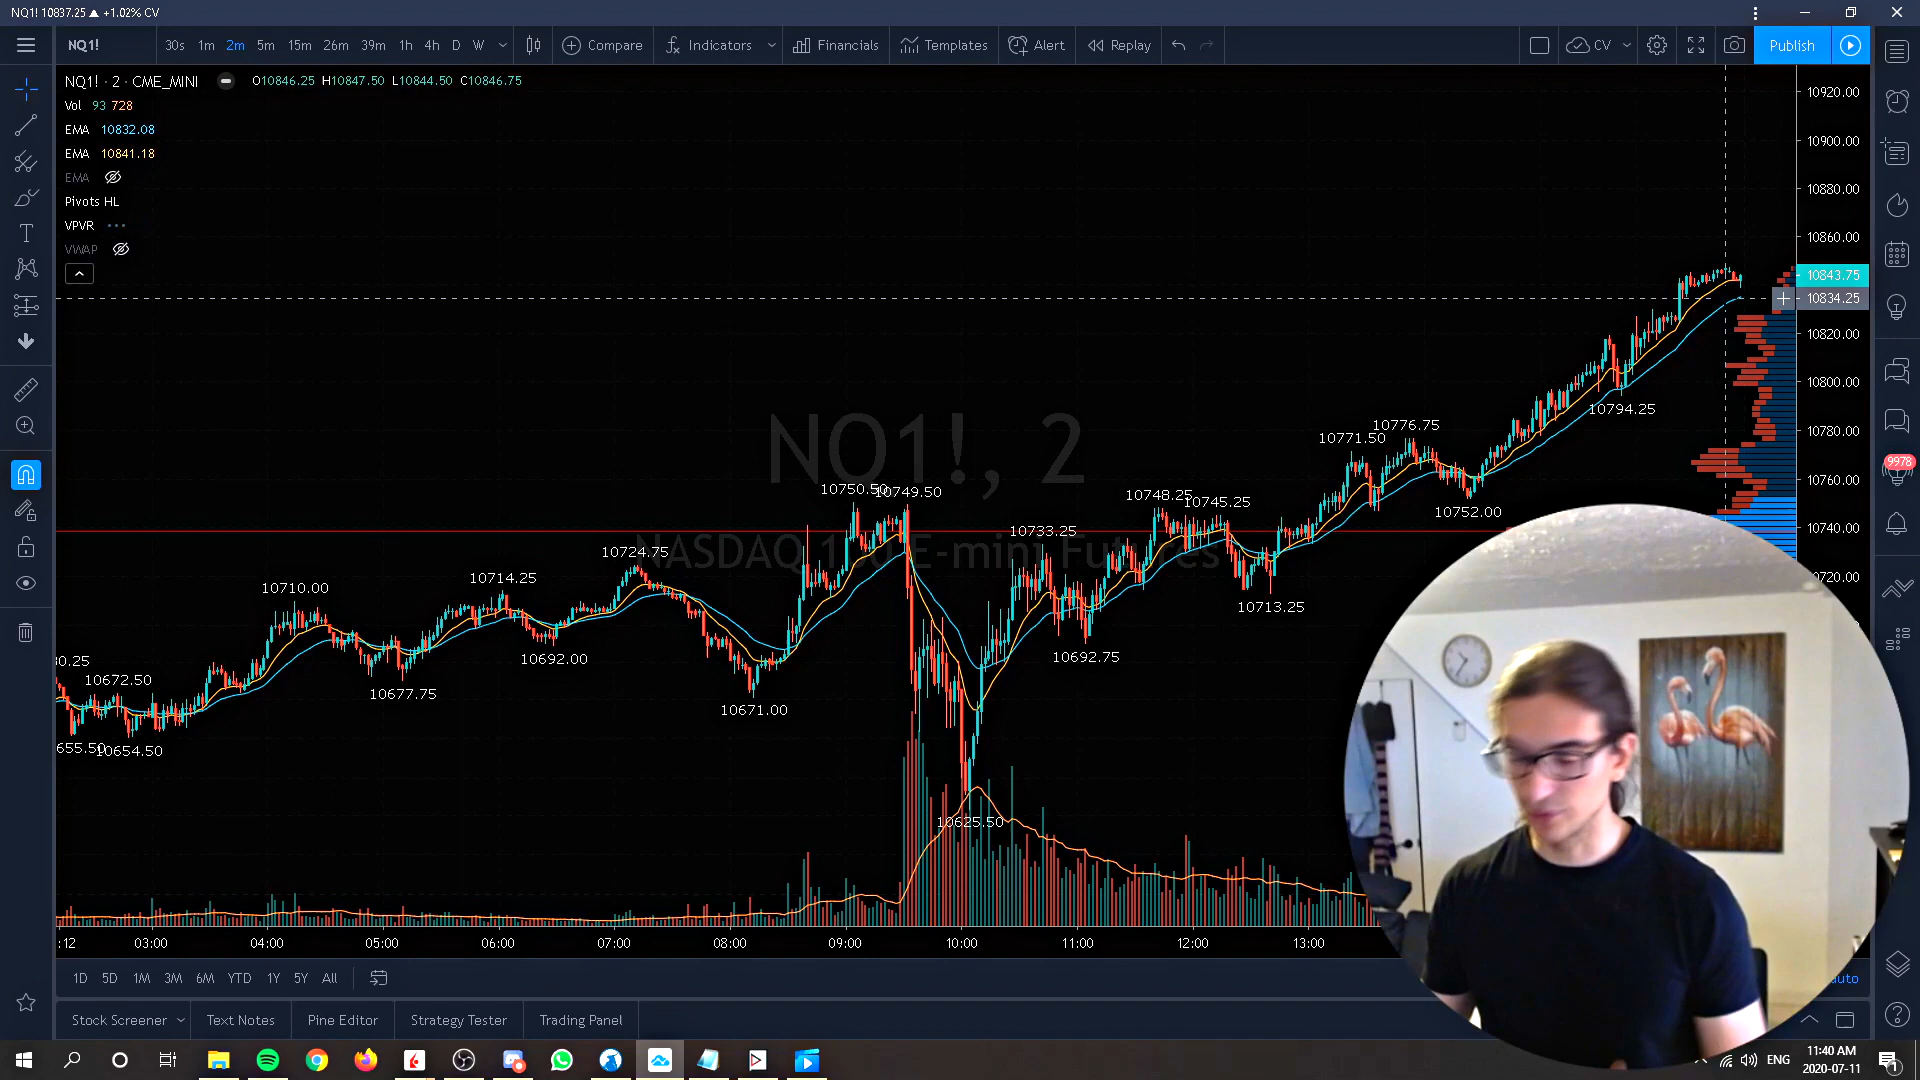 NQ1! 10837.25 ▲ +1.02% CV
NQ1! 30s 1m 2m 5m 15m 26m 39m 1h 4h D W Compare Indicators Financials Templates Alert Replay CV Publish
NQ1! · 2 · CME_MINI O10846.25 H10847.50 L10844.50 C10846.75
Vol 93 728
EMA 10832.08
EMA 10841.18
EMA
Pivots HL
VPVR
VWAP
NQ1!, 2
NASDAQ 100 E-mini Futures
10920.00
10900.00
10880.00
10860.00
10843.75
10834.25
10820.00
10800.00
10780.00
10760.00
10740.00
10720.00
9978
10794.25
10776.75
10771.50
10752.00
10750.50
10749.50
10748.25
10745.25
10733.25
10724.75
10714.25
10710.00
10713.25
10692.00
10692.75
30.25
10672.50
10677.75
10671.00
655.50
10654.50
10625.50
:12 03:00 04:00 05:00 06:00 07:00 08:00 09:00 10:00 11:00 12:00 13:00
1D 5D 1M 3M 6M YTD 1Y 5Y All auto
Stock Screener Text Notes Pine Editor Strategy Tester Trading Panel
ENG
11:40 AM
2020-07-11
1